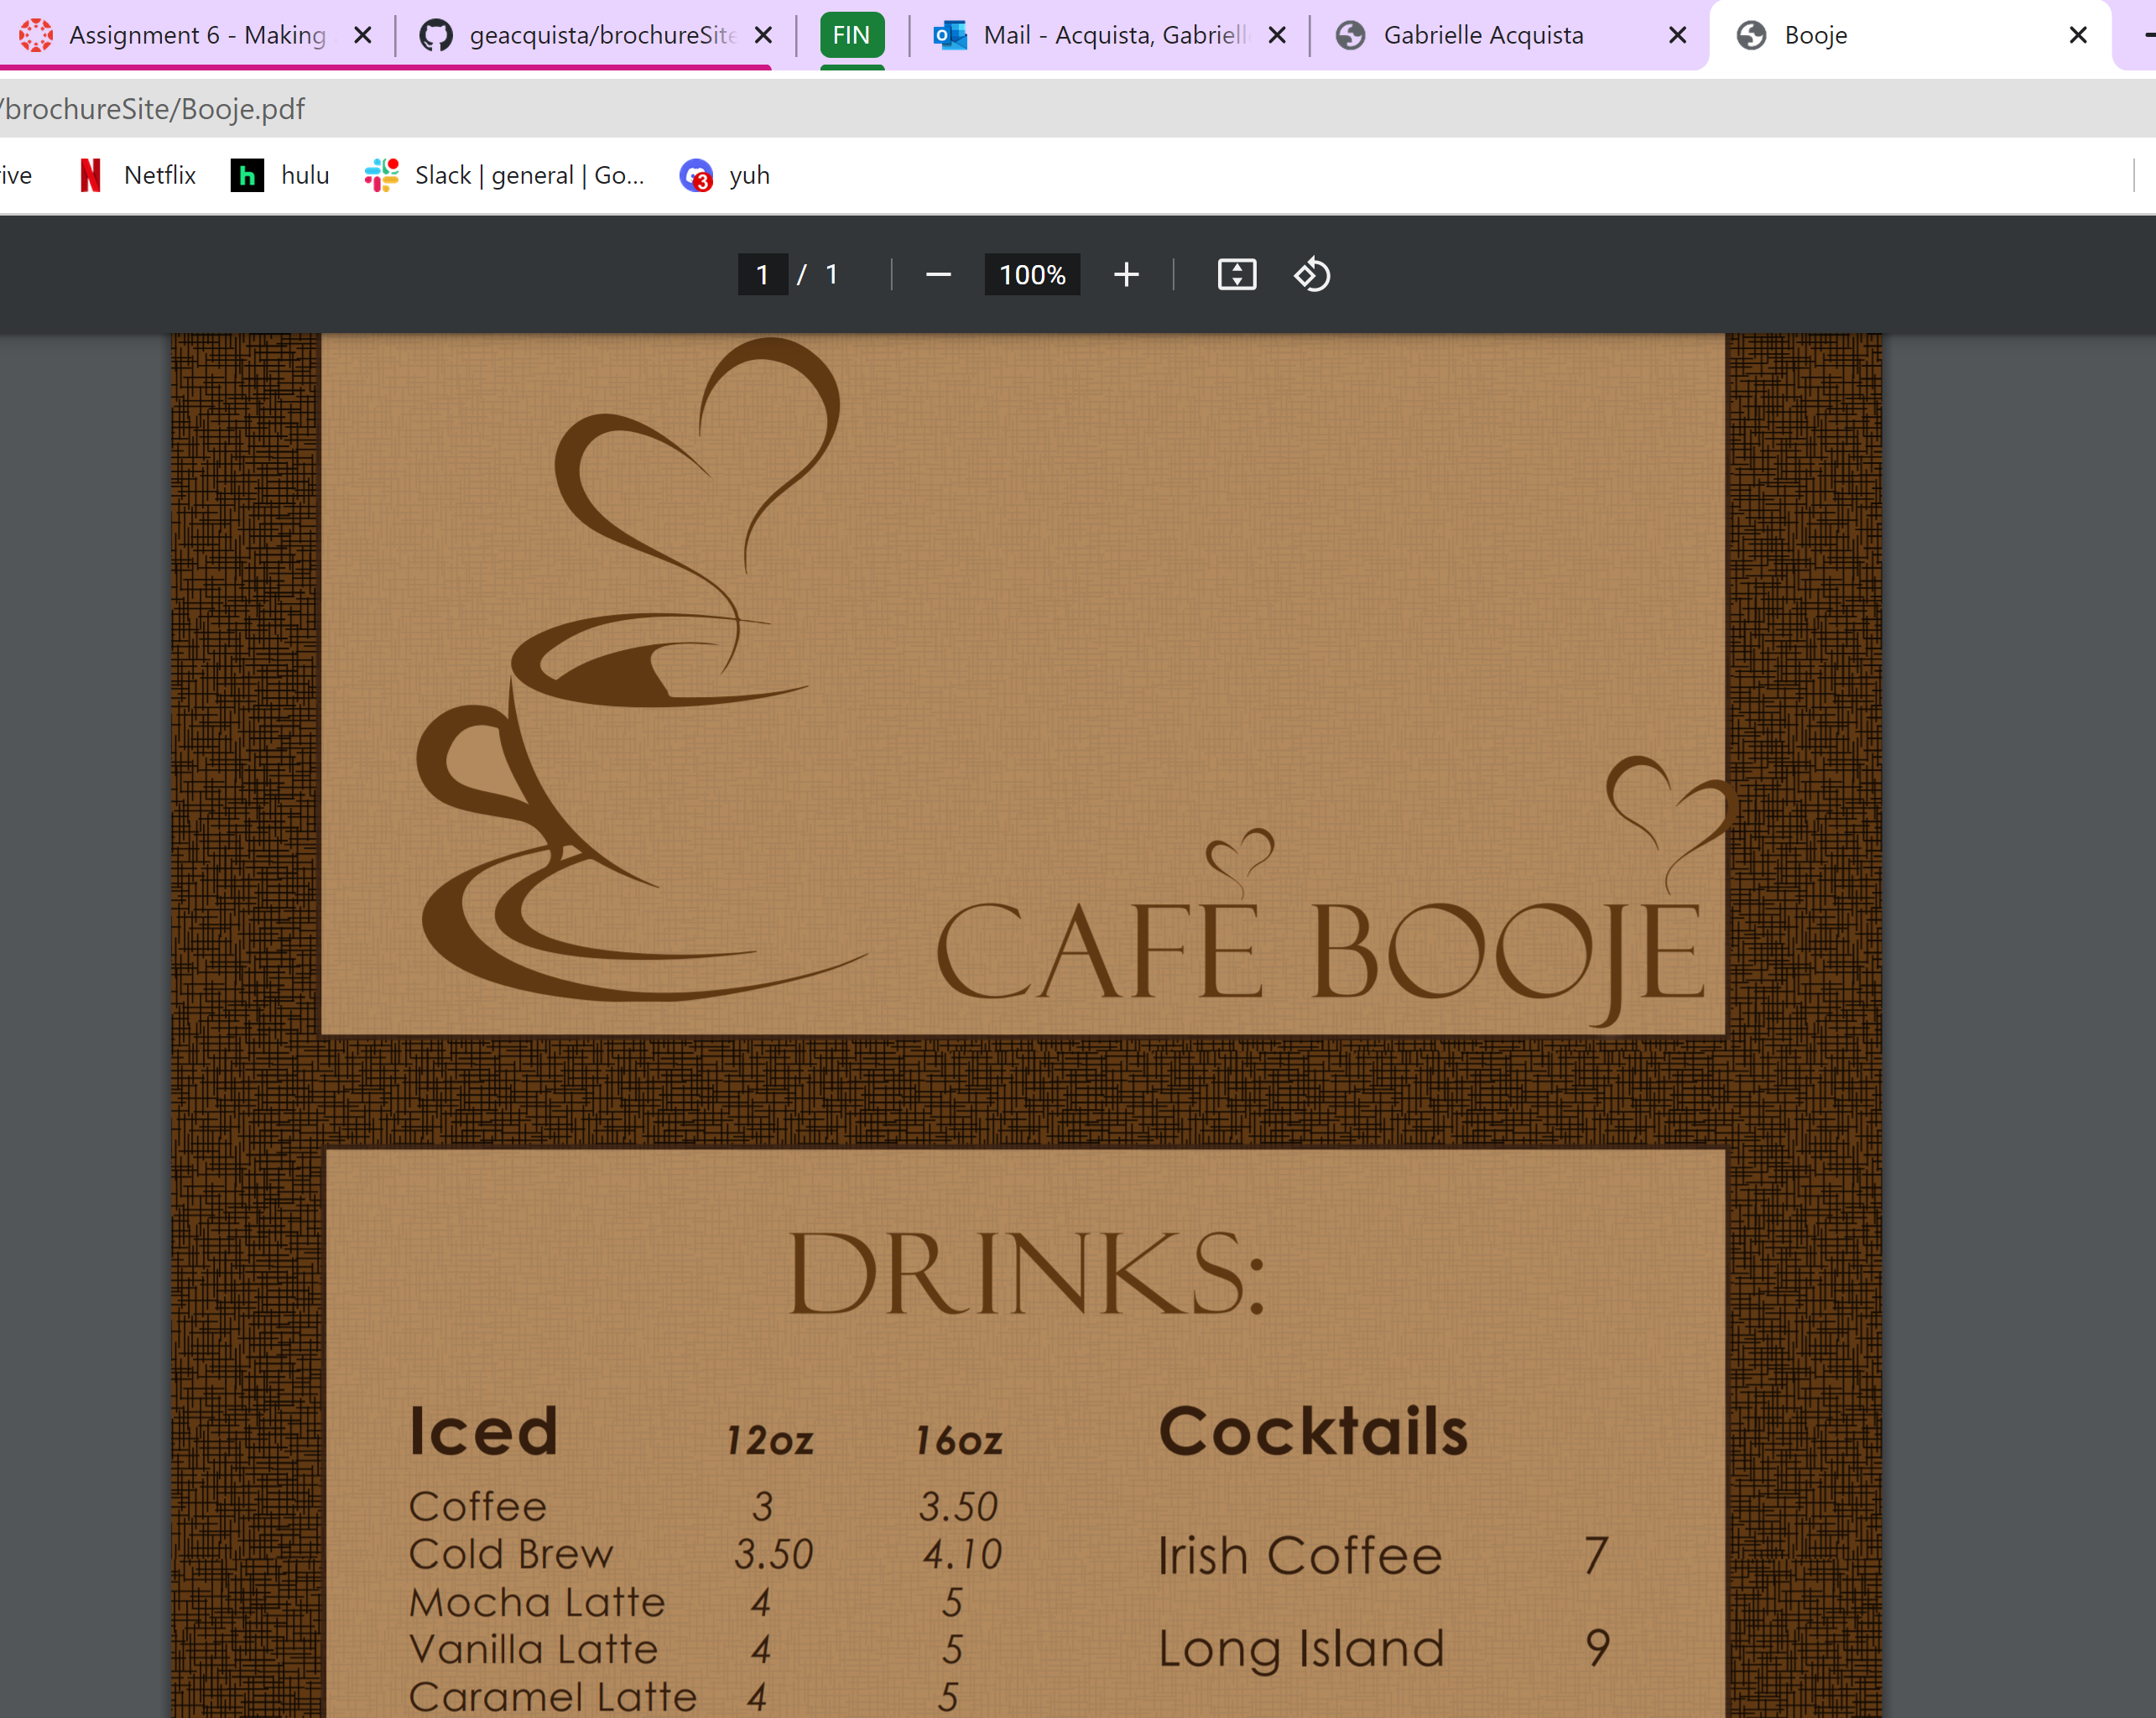 Assignment 6 - Making
geacquista/brochureSite
FIN
Mail - Acquista, Gabriell
Gabrielle Acquista
Booje
/brochureSite/Booje.pdf
ive
Netflix
h
hulu
Slack | general | Go...
3
yuh
1 / 1
100%
CAFE BOOJE
DRINKS:
Iced 12oz 16oz
Coffee 3 3.50
Cold Brew 3.50 4.10
Mocha Latte 4 5
Vanilla Latte 4 5
Caramel Latte 4 5
Cocktails
Irish Coffee 7
Long Island 9